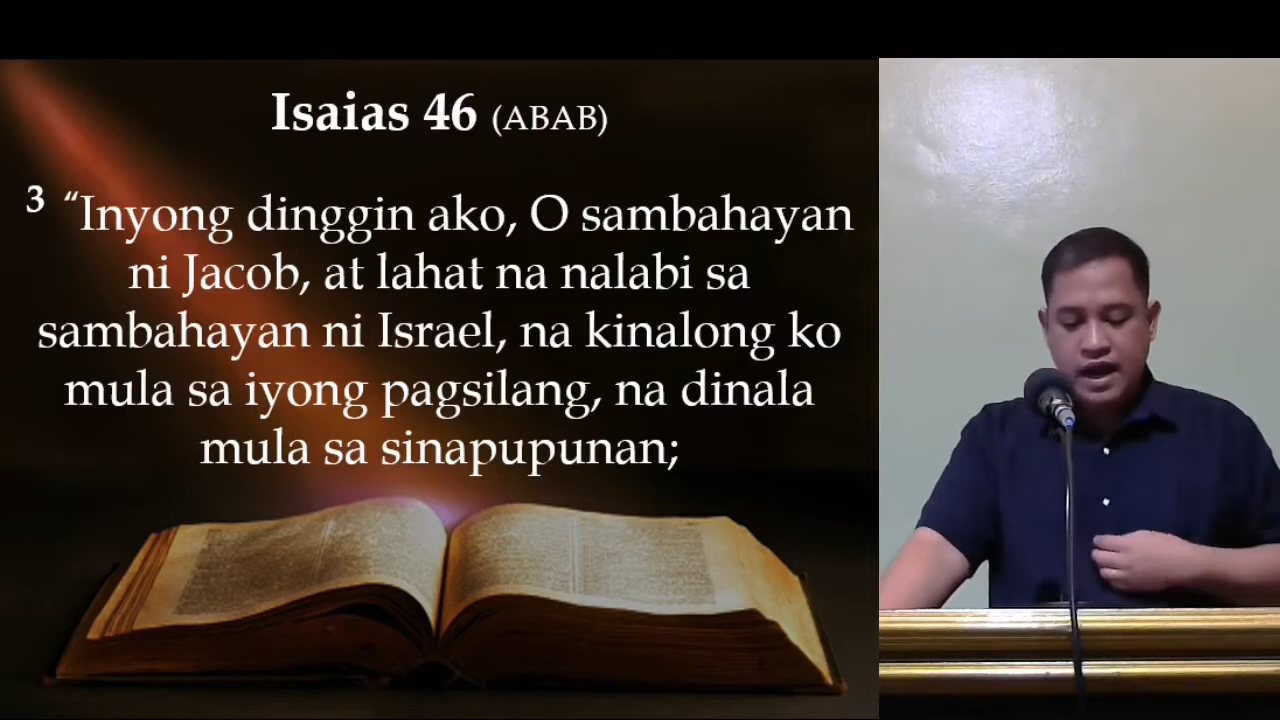 Isaias 46 (ABAB)
3 “Inyong dinggin ako, O sambahayan
ni Jacob, at lahat na nalabi sa
sambahayan ni Israel, na kinalong ko
mula sa iyong pagsilang, na dinala
mula sa sinapupunan;